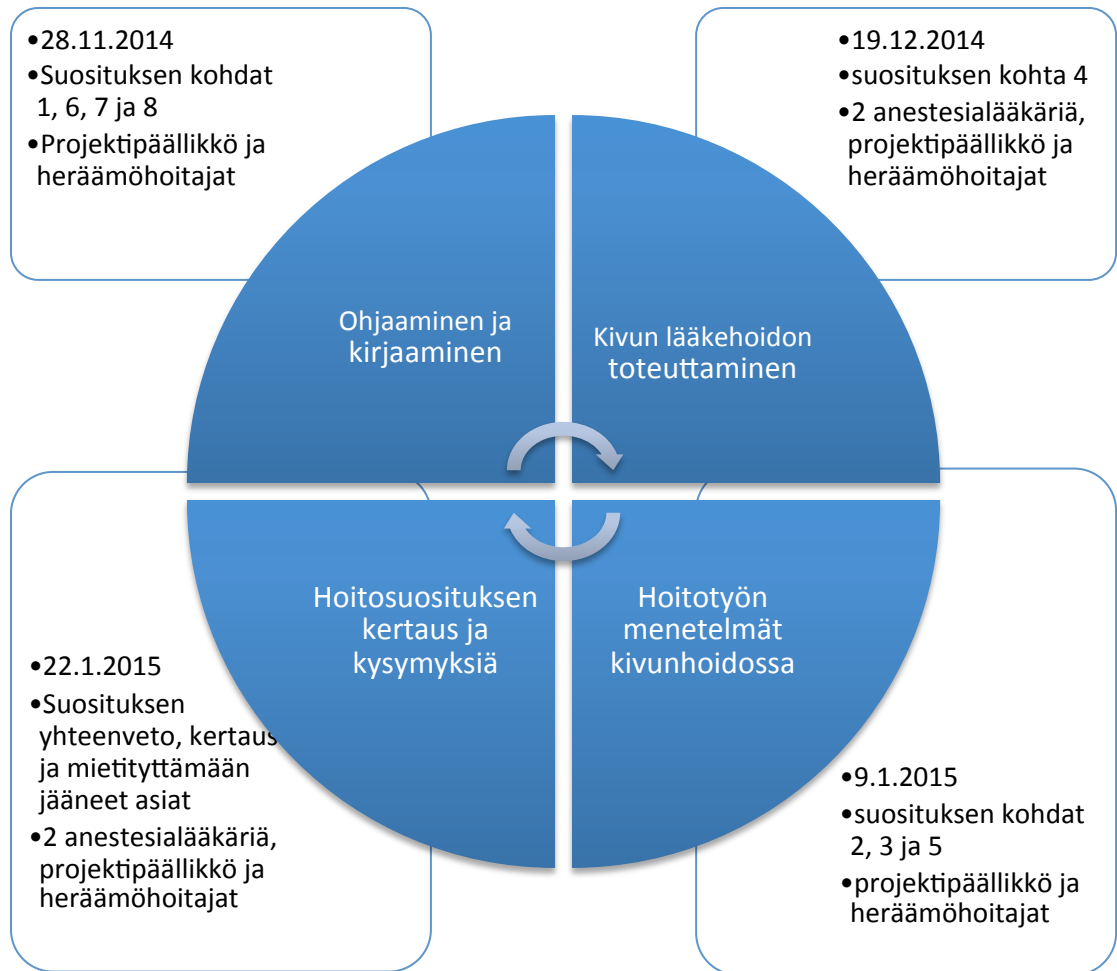 •28.11.2014
•Suosituksen kohdat
1, 6, 7 ja 8
•Projektipäällikkö ja
heräämöhoitajat
•19.12.2014
•suosituksen kohta 4
•2 anestesialääkäriä,
projektipäällikkö ja
heräämöhoitajat
Ohjaaminen ja
kirjaaminen
Kivun lääkehoidon
toteuttaminen
Hoitosuosituksen
kertaus ja
kysymyksiä
Hoitotyön
menetelmät
kivunhoidossa
•22.1.2015
•Suosituksen
yhteenveto, kertaus
ja mietityttämään
jääneet asiat
•2 anestesialääkäriä,
projektipäällikkö ja
heräämöhoitajat
•9.1.2015
•suosituksen kohdat
2, 3 ja 5
•projektipäällikkö ja
heräämöhoitajat